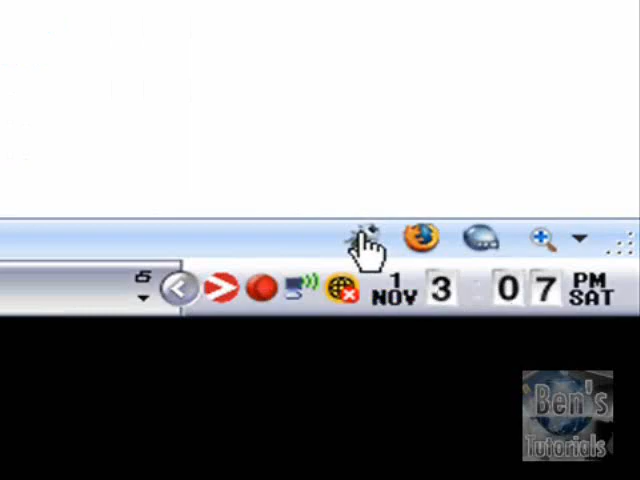 5
1
NOV
3 : 07
PM
SAT
Ben's
Tutorials